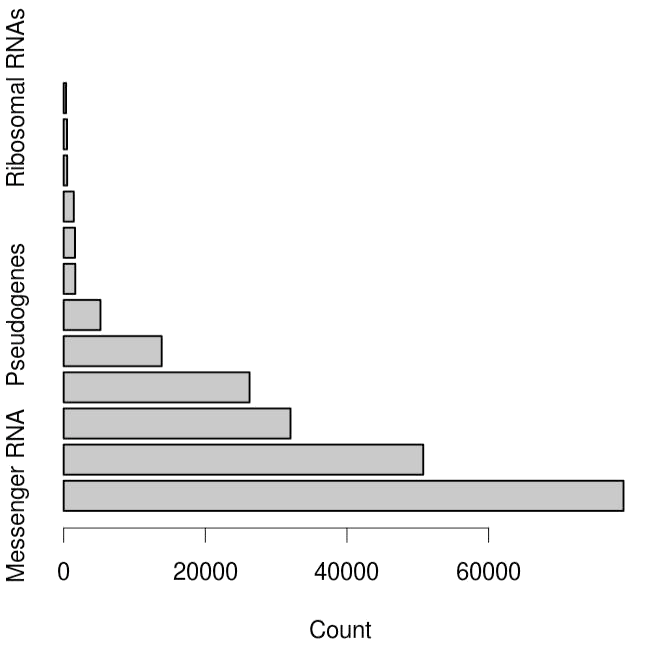 Ribosomal RNAs
Pseudogenes
Messenger RNA
0 20000 40000 60000
Count